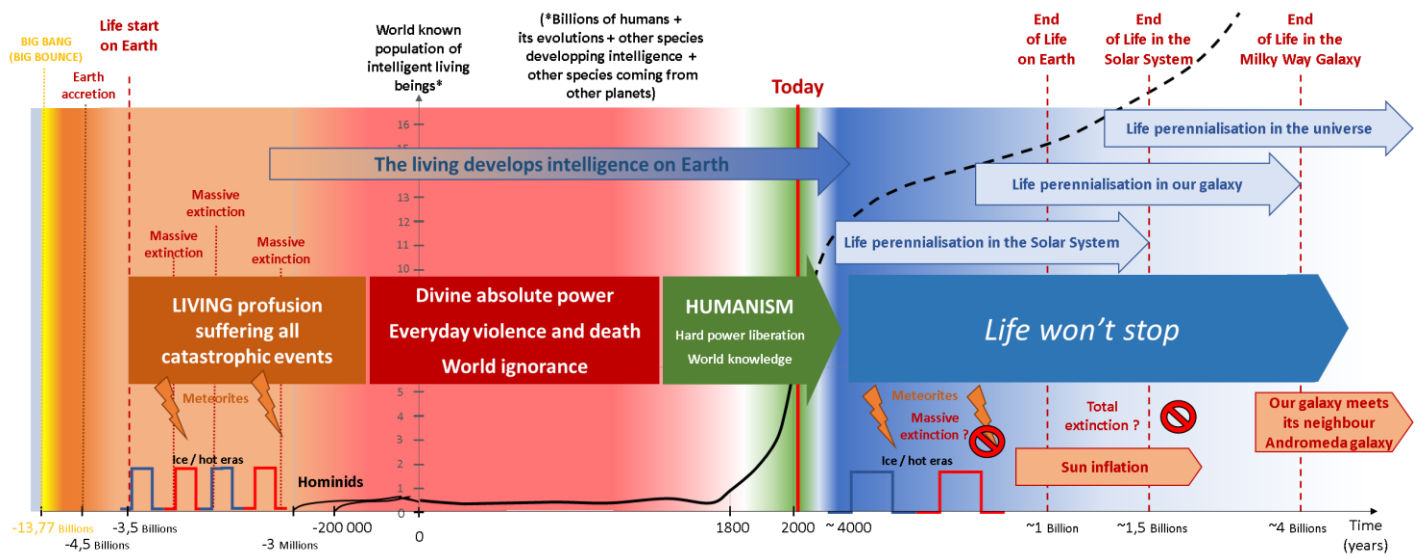 BIG BANG
(BIG BOUNCE)
Life start
on Earth
Earth
accretion
World known
population of
intelligent living
beings*
(*Billions of humans +
its evolutions + other species
developping intelligence +
other species coming from
other planets)
Today
End
of Life
on Earth
End
of Life in the
Solar System
End
of Life in the
Milky Way Galaxy
16
14
13
12
11
10
The living develops intelligence on Earth
Life perennialisation in the universe
Life perennialisation in our galaxy
Life perennialisation in the Solar System
Massive
extinction
Massive
extinction
Massive
extinction
LIVING profusion
suffering all
catastrophic events
Divine absolute power
Everyday violence and death
World ignorance
HUMANISM
Hard power liberation
World knowledge
Life won't stop
Meteorites
Ice / hot eras
Hominids
5
4
3
2
1
0
Meteorites
Massive
extinction ?
Ice / hot eras
Total
extinction ?
Sun inflation
Our galaxy meets
its neighbour
Andromeda galaxy
-13,77 Billions
-4,5 Billions
-3,5 Billions
-3 Millions
-200 000
0
1800
2000
~ 4000
~1 Billion
~1,5 Billions
~4 Billions
Time
(years)